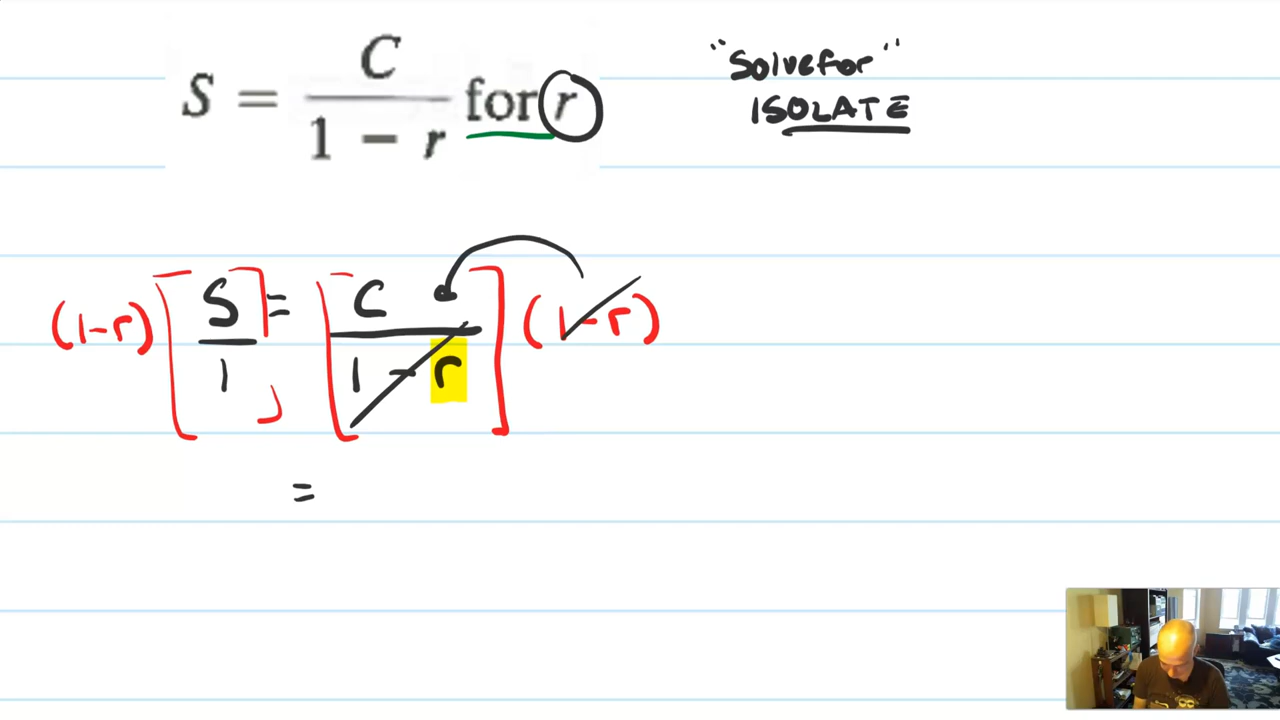 S = C / 1 − r for r
"Solve for"
ISOLATE
(1-r) [S / 1] = [C / 1 - r] (1-r)
=